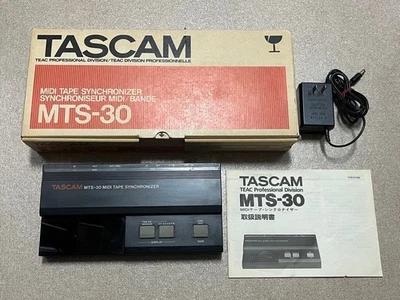 TASCAM
TEAC PROFESSIONAL DIVISION/TEAC DIVISION PROFESSIONNELLE
MIDI TAPE SYNCHRONIZER
SYNCHRONISEUR MIDI/BANDE
MTS-30
TASCAM MTS-30 MIDI TAPE SYNCHRONIZER
TASCAM
TEAC Professional Division
MTS-30
MIDIテープ・シンクロナイザー
取扱説明書